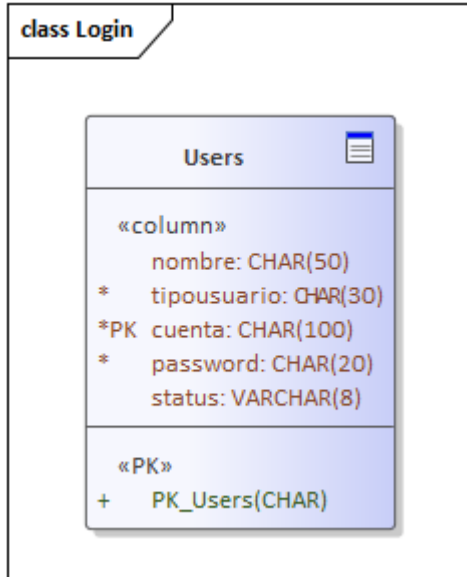 class Login
Users
«column»
nombre: CHAR(50)
* tipousuario: CHAR(30)
*PK cuenta: CHAR(100)
* password: CHAR(20)
status: VARCHAR(8)
«PK»
+ PK_Users(CHAR)